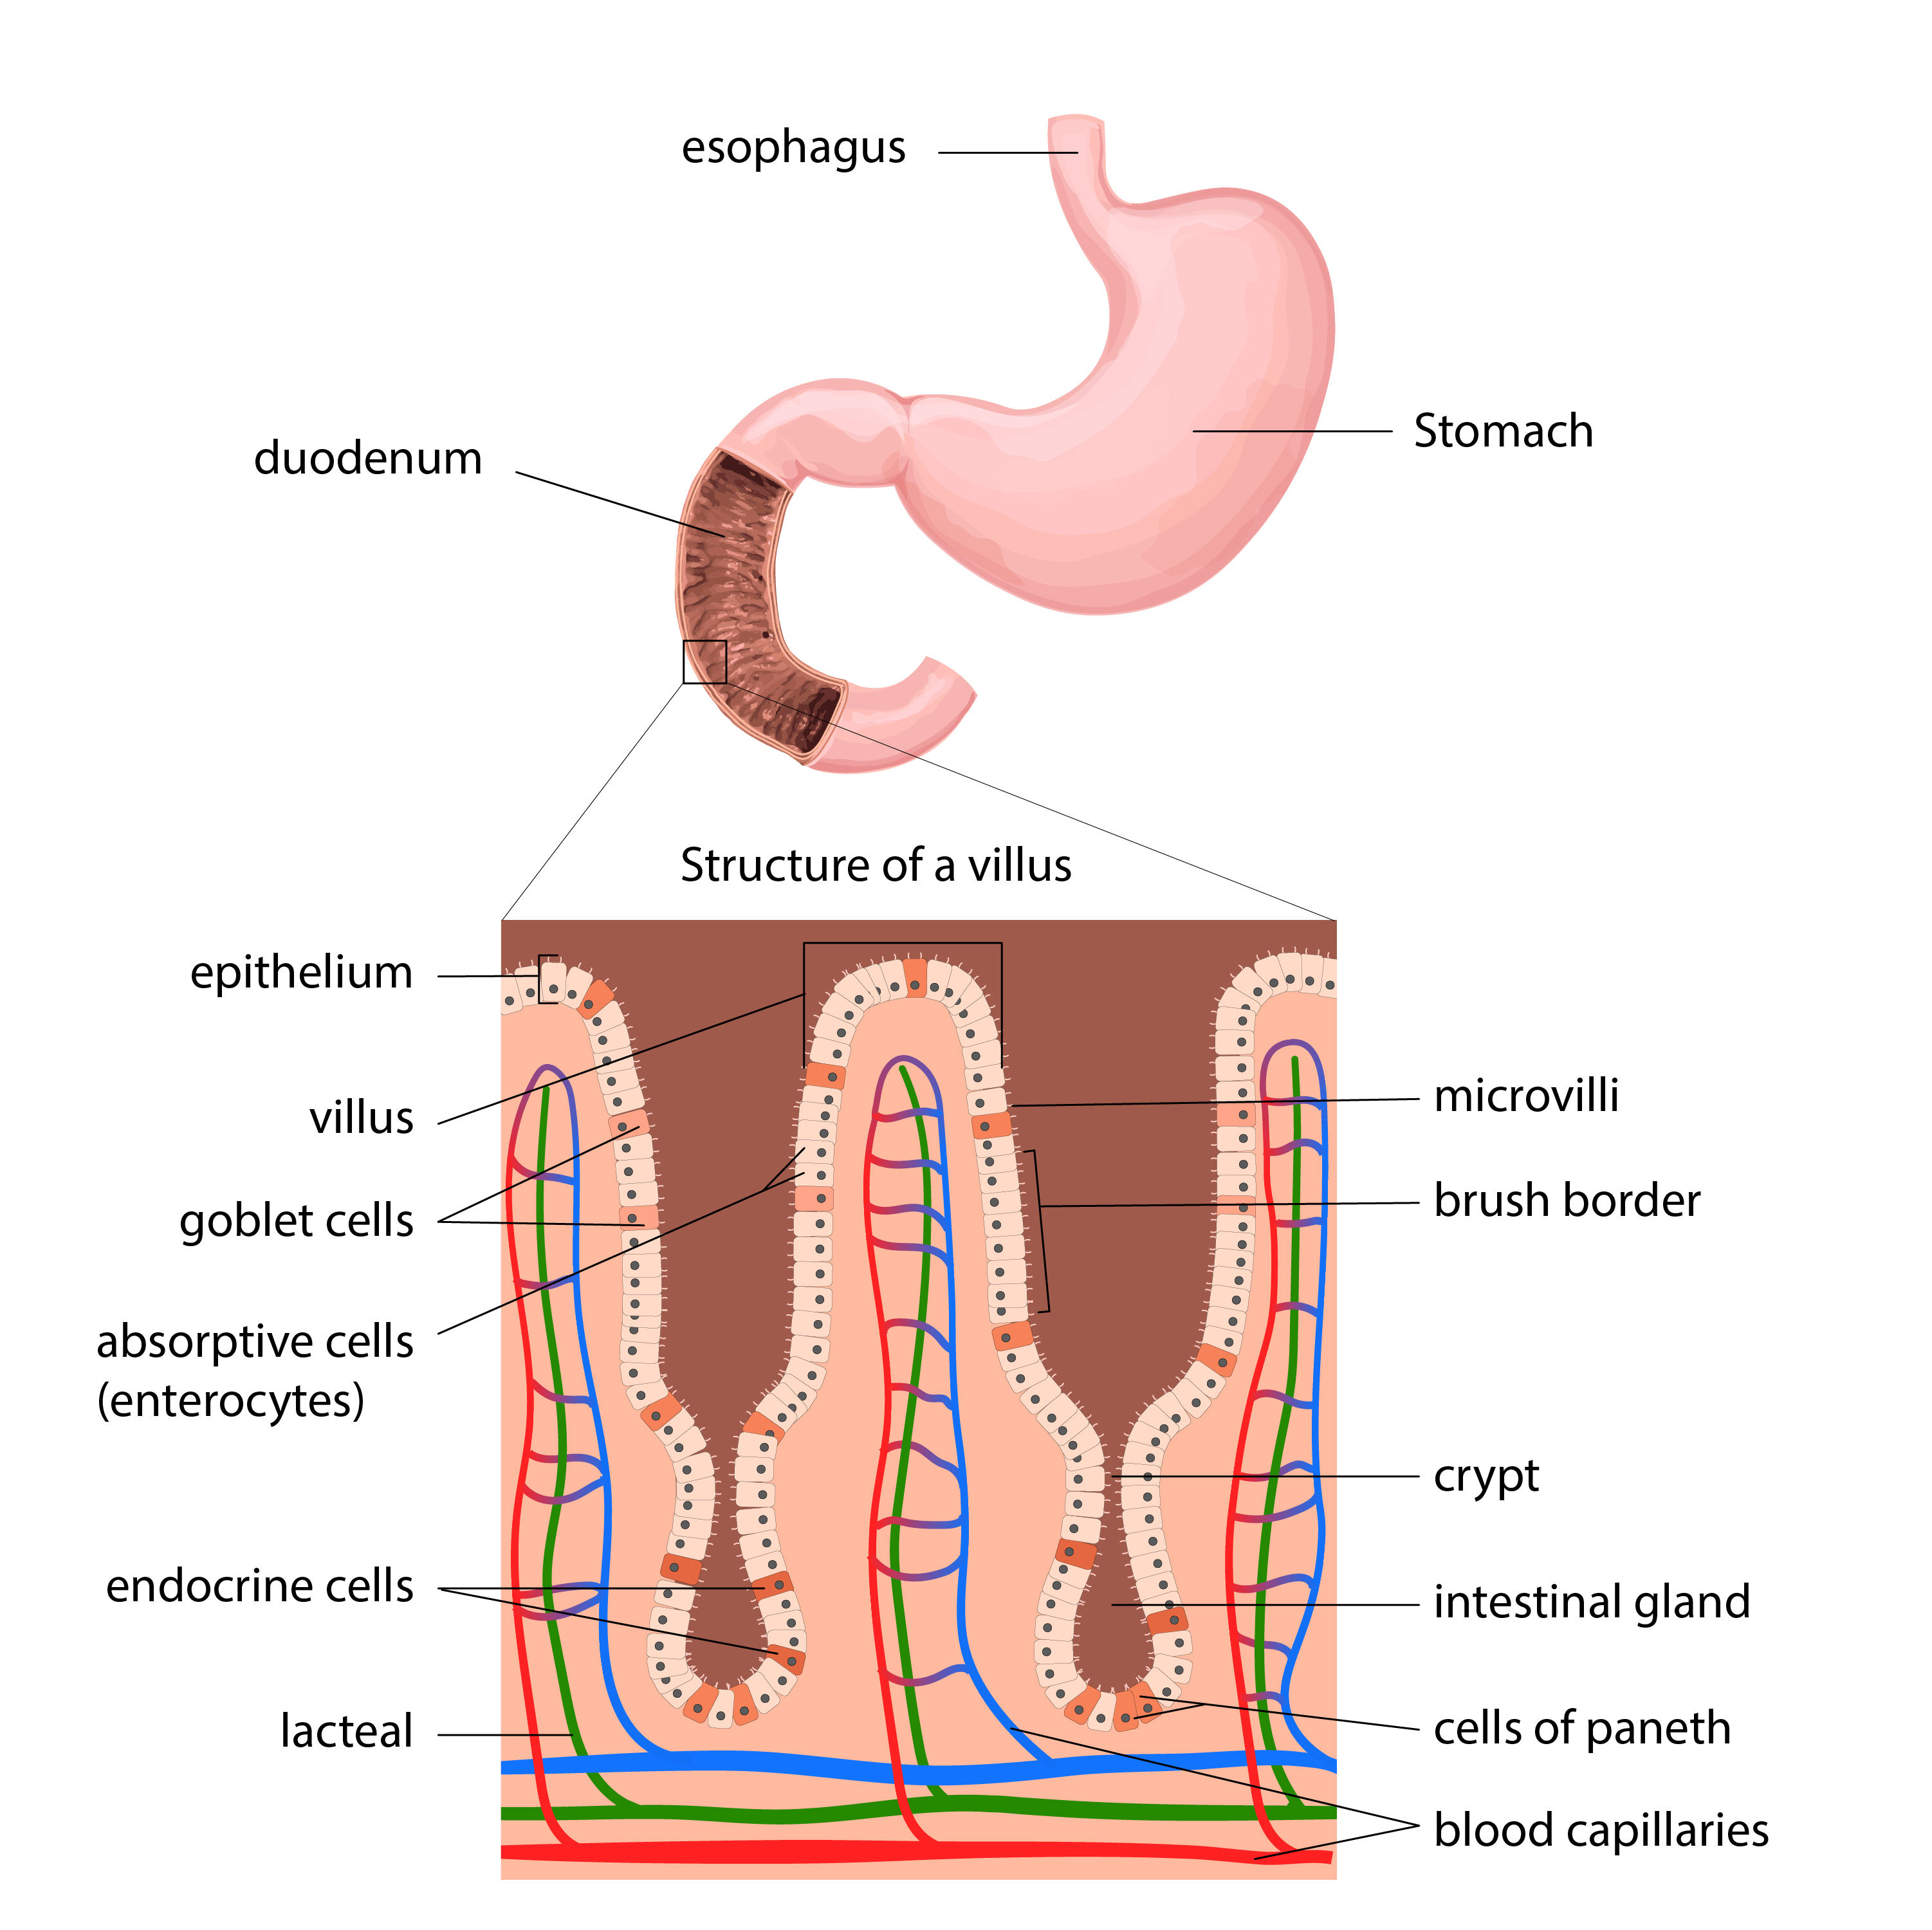 esophagus
Stomach
duodenum
Structure of a villus
epithelium
villus
goblet cells
absorptive cells
(enterocytes)
endocrine cells
lacteal
microvilli
brush border
crypt
intestinal gland
cells of paneth
blood capillaries